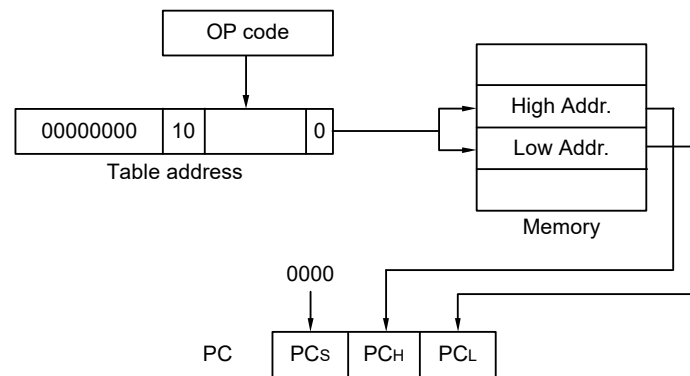 OP code
00000000 10 0
Table address
High Addr.
Low Addr.
Memory
0000
PC PCS PCH PCL